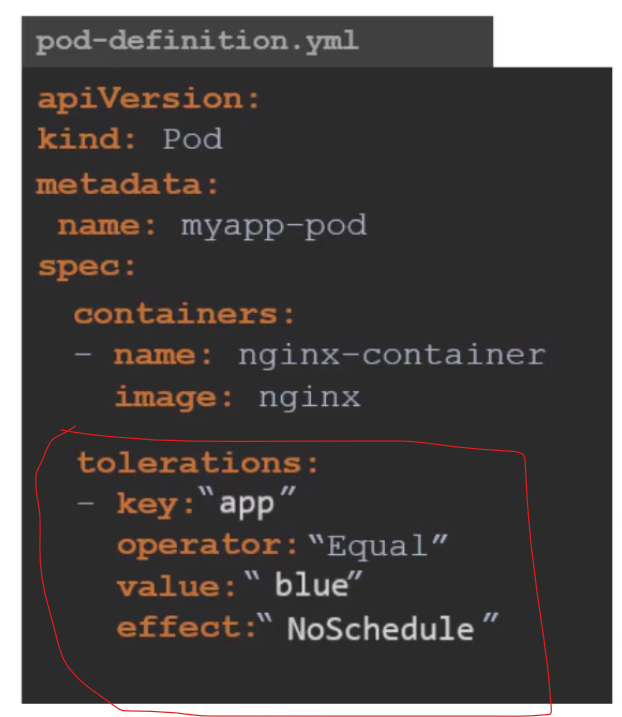 pod-definition.yml
apiVersion:
kind: Pod
metadata:
 name: myapp-pod
spec:
  containers:
  - name: nginx-container
    image: nginx
  tolerations:
  - key:“app”
    operator:“Equal”
    value:“ blue”
    effect:“ NoSchedule ”